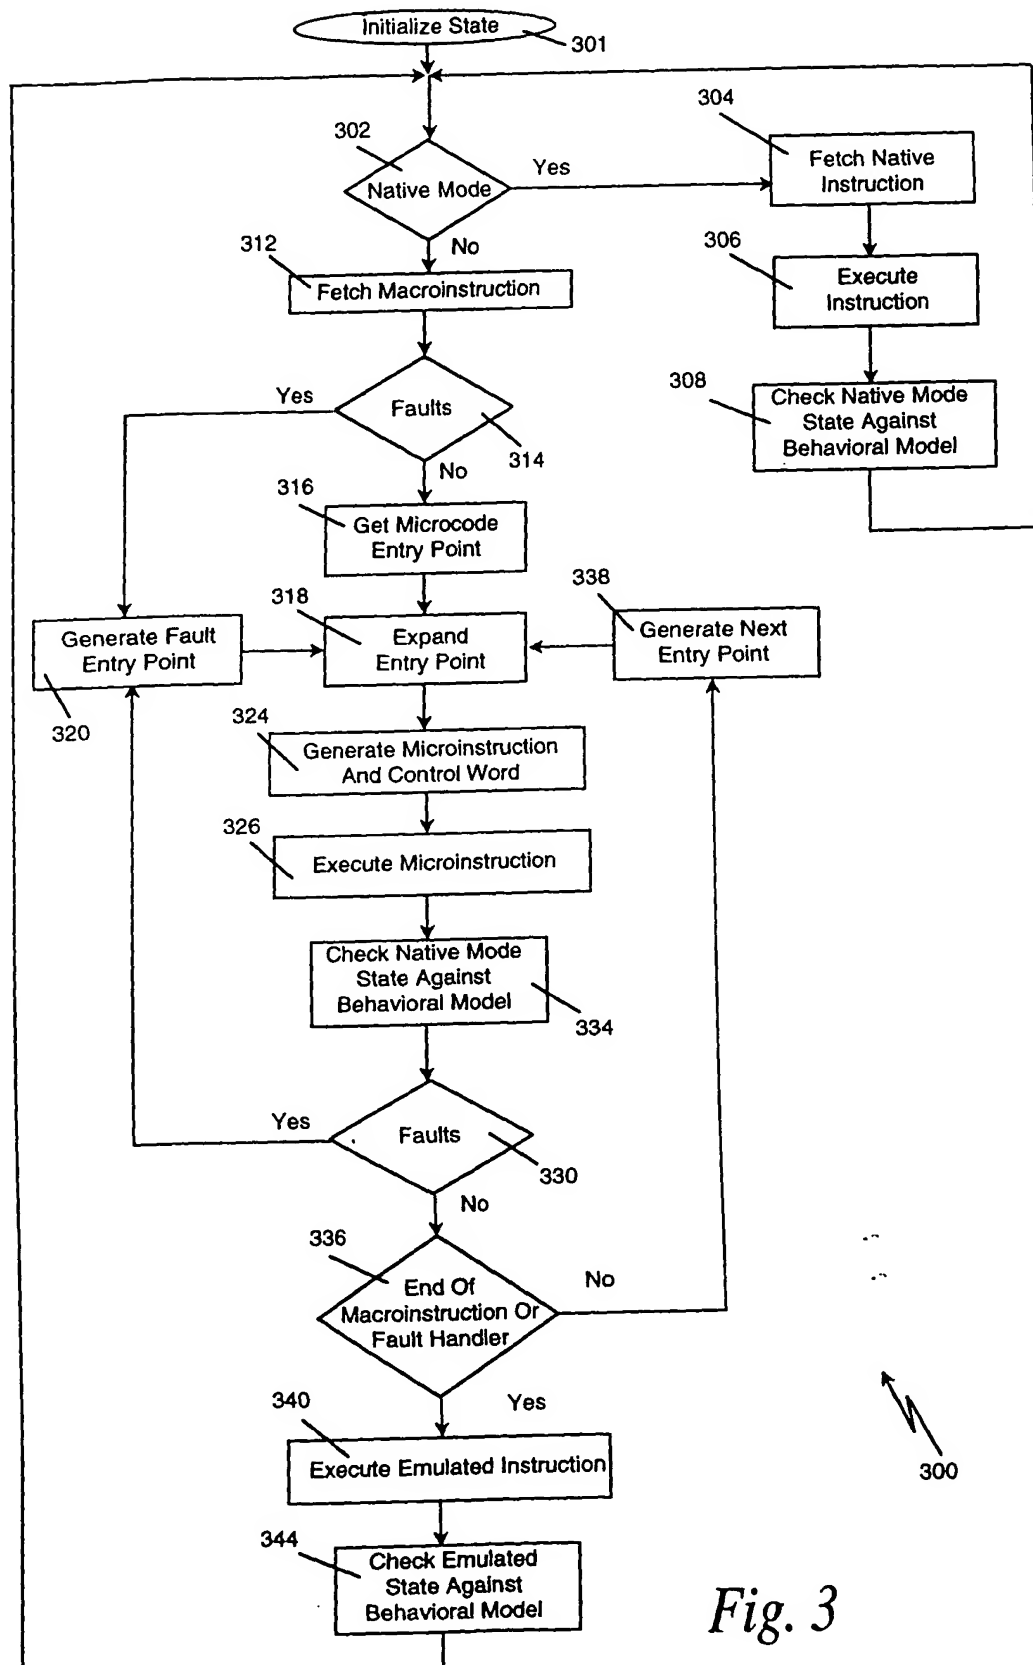 Initialize State
301
302
Native Mode
Yes
No
304
Fetch Native
Instruction
306
Execute
Instruction
308
Check Native Mode
State Against
Behavioral Model
312
Fetch Macroinstruction
Yes
Faults
314
No
316
Get Microcode
Entry Point
318
Expand
Entry Point
338
Generate Next
Entry Point
Generate Fault
Entry Point
320
324
Generate Microinstruction
And Control Word
326
Execute Microinstruction
Check Native Mode
State Against
Behavioral Model
334
Yes
Faults
330
No
336
End Of
Macroinstruction Or
Fault Handler
No
Yes
340
Execute Emulated Instruction
300
344
Check Emulated
State Against
Behavioral Model
Fig. 3